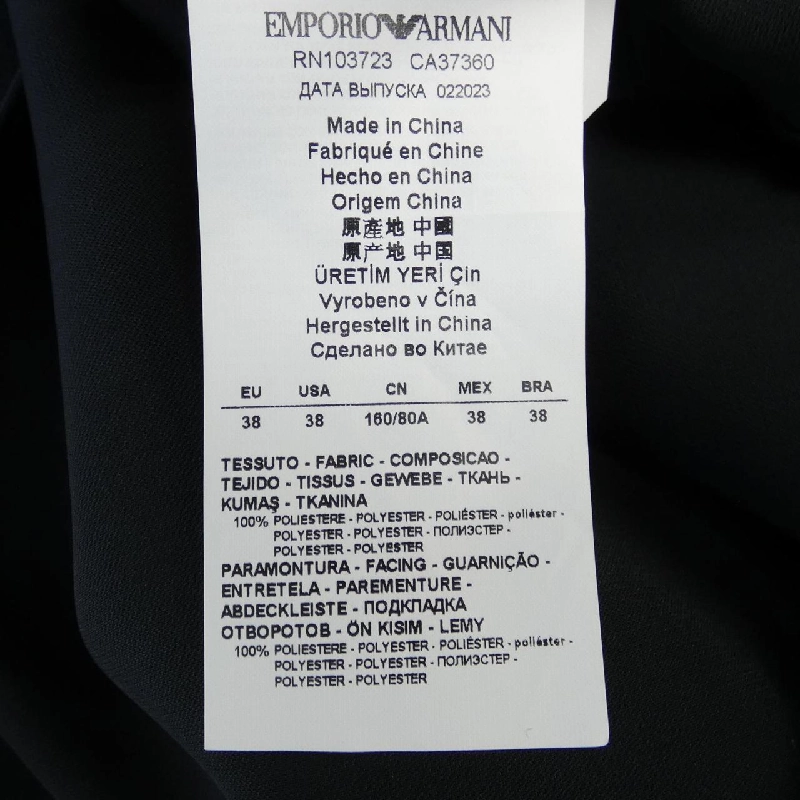 EMPORIO ARMANI
RN103723 CA37360
ДАТА ВЫПУСКА 022023
Made in China
Fabriqué en Chine
Hecho en China
Origem China
原產地 中國
原产地 中国
ÜRETİM YERİ Çin
Vyrobeno v Čína
Hergestellt in China
Сделано во Китае
EU USA CN MEX BRA
38 38 160/80A 38 38
TESSUTO - FABRIC - COMPOSICAO -
TEJIDO - TISSUS - GEWEBE - ТКАНЬ -
KUMAŞ - TKANINA
100% POLIESTERE - POLYESTER - POLIÉSTER - poliéster -
POLYESTER - POLYESTER - ПОЛИЭСТЕР -
POLYESTER - POLYESTER
PARAMONTURA - FACING - GUARNIÇÃO -
ENTRETELA - PAREMENTURE -
ABDECKLEISTE - ПОДКЛАДКА
ОТВОРОТОВ - ÖN KISIM - LEMY
100% POLIESTERE - POLYESTER - POLIÉSTER - poliéster -
POLYESTER - POLYESTER - ПОЛИЭСТЕР -
POLYESTER - POLYESTER